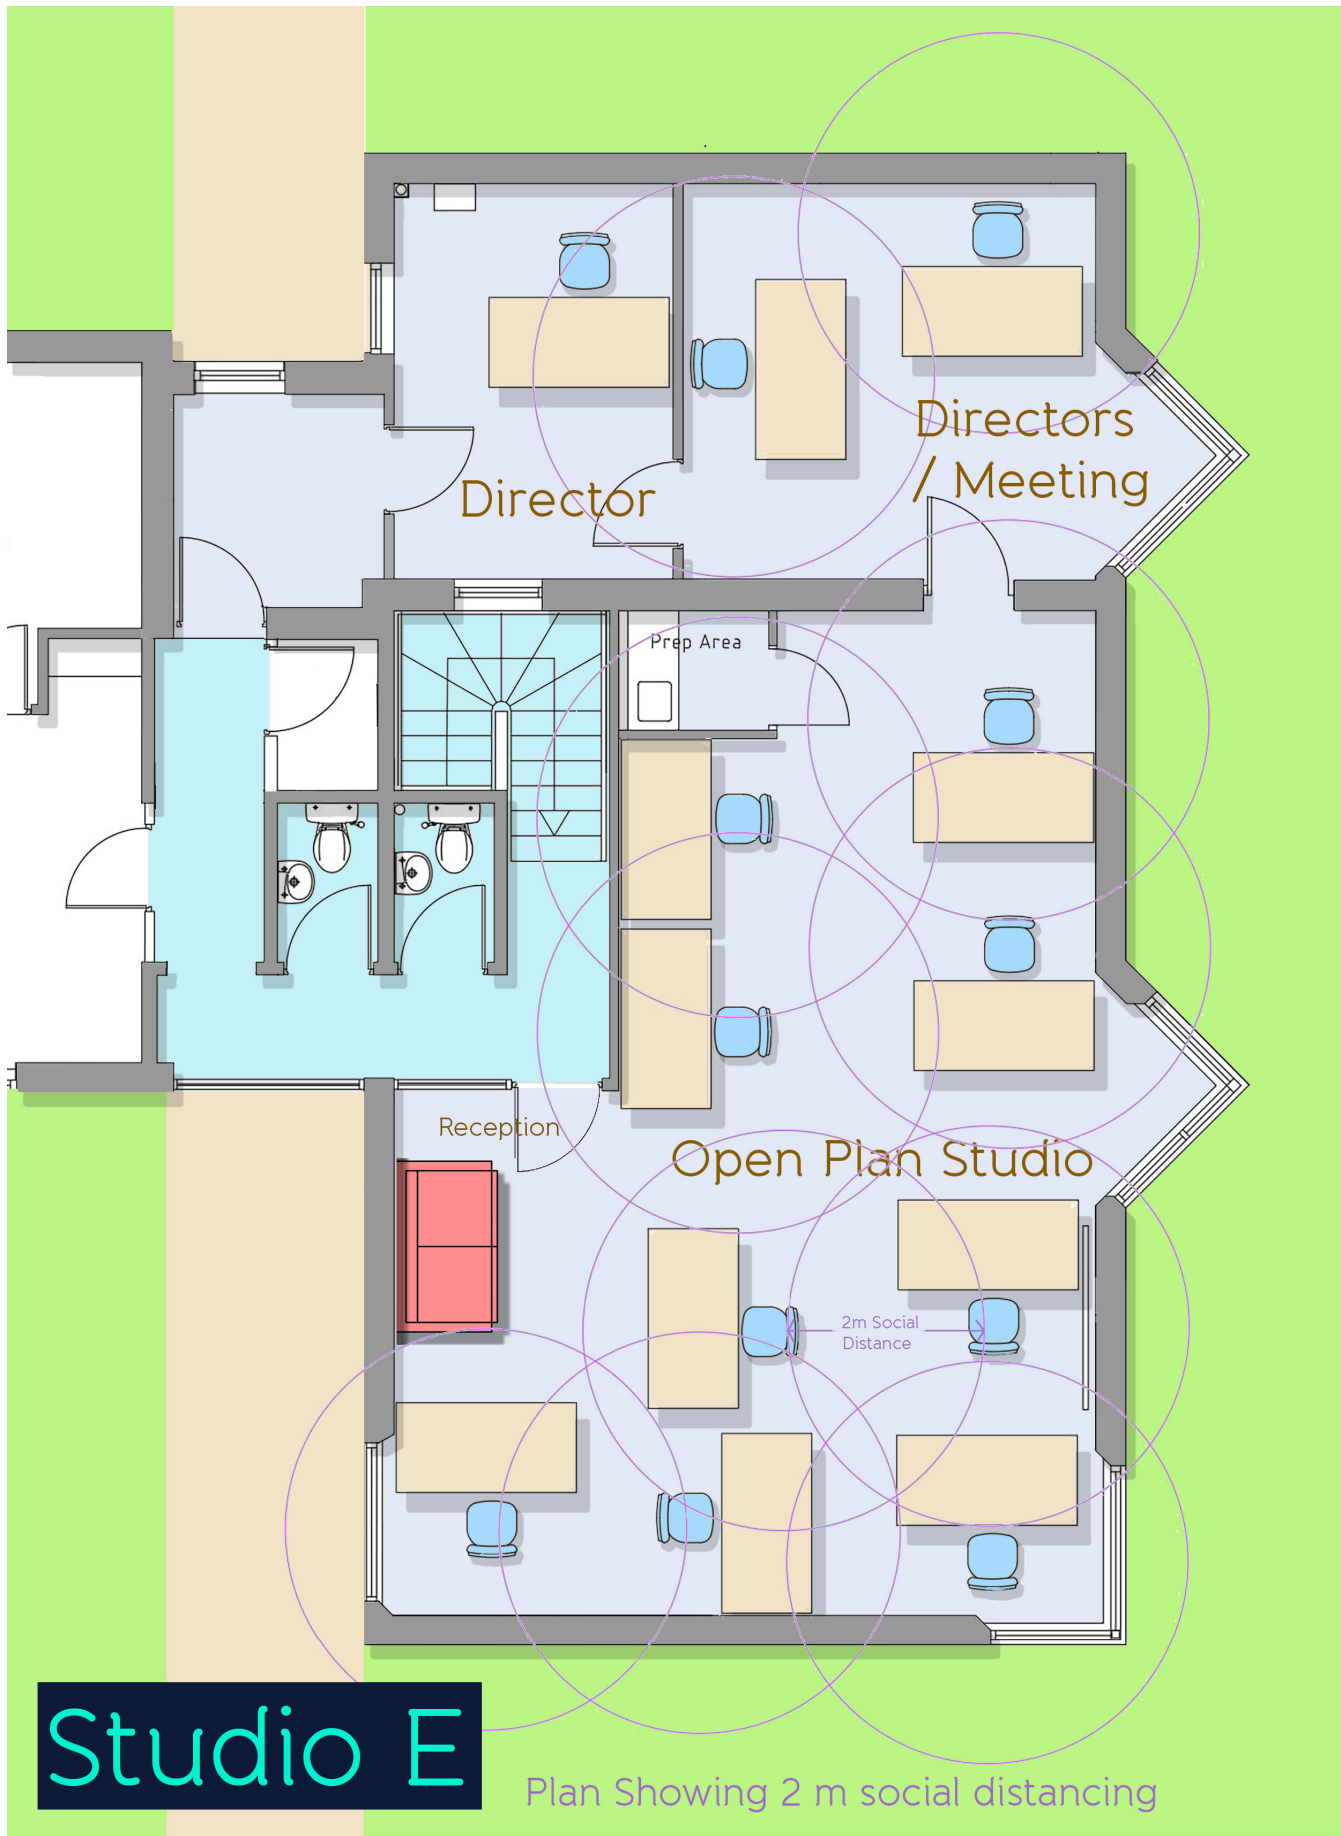 Directors
/ Meeting
Director
Prep Area
Reception
Open Plan Studio
2m Social
Distance
Studio E
Plan Showing 2 m social distancing